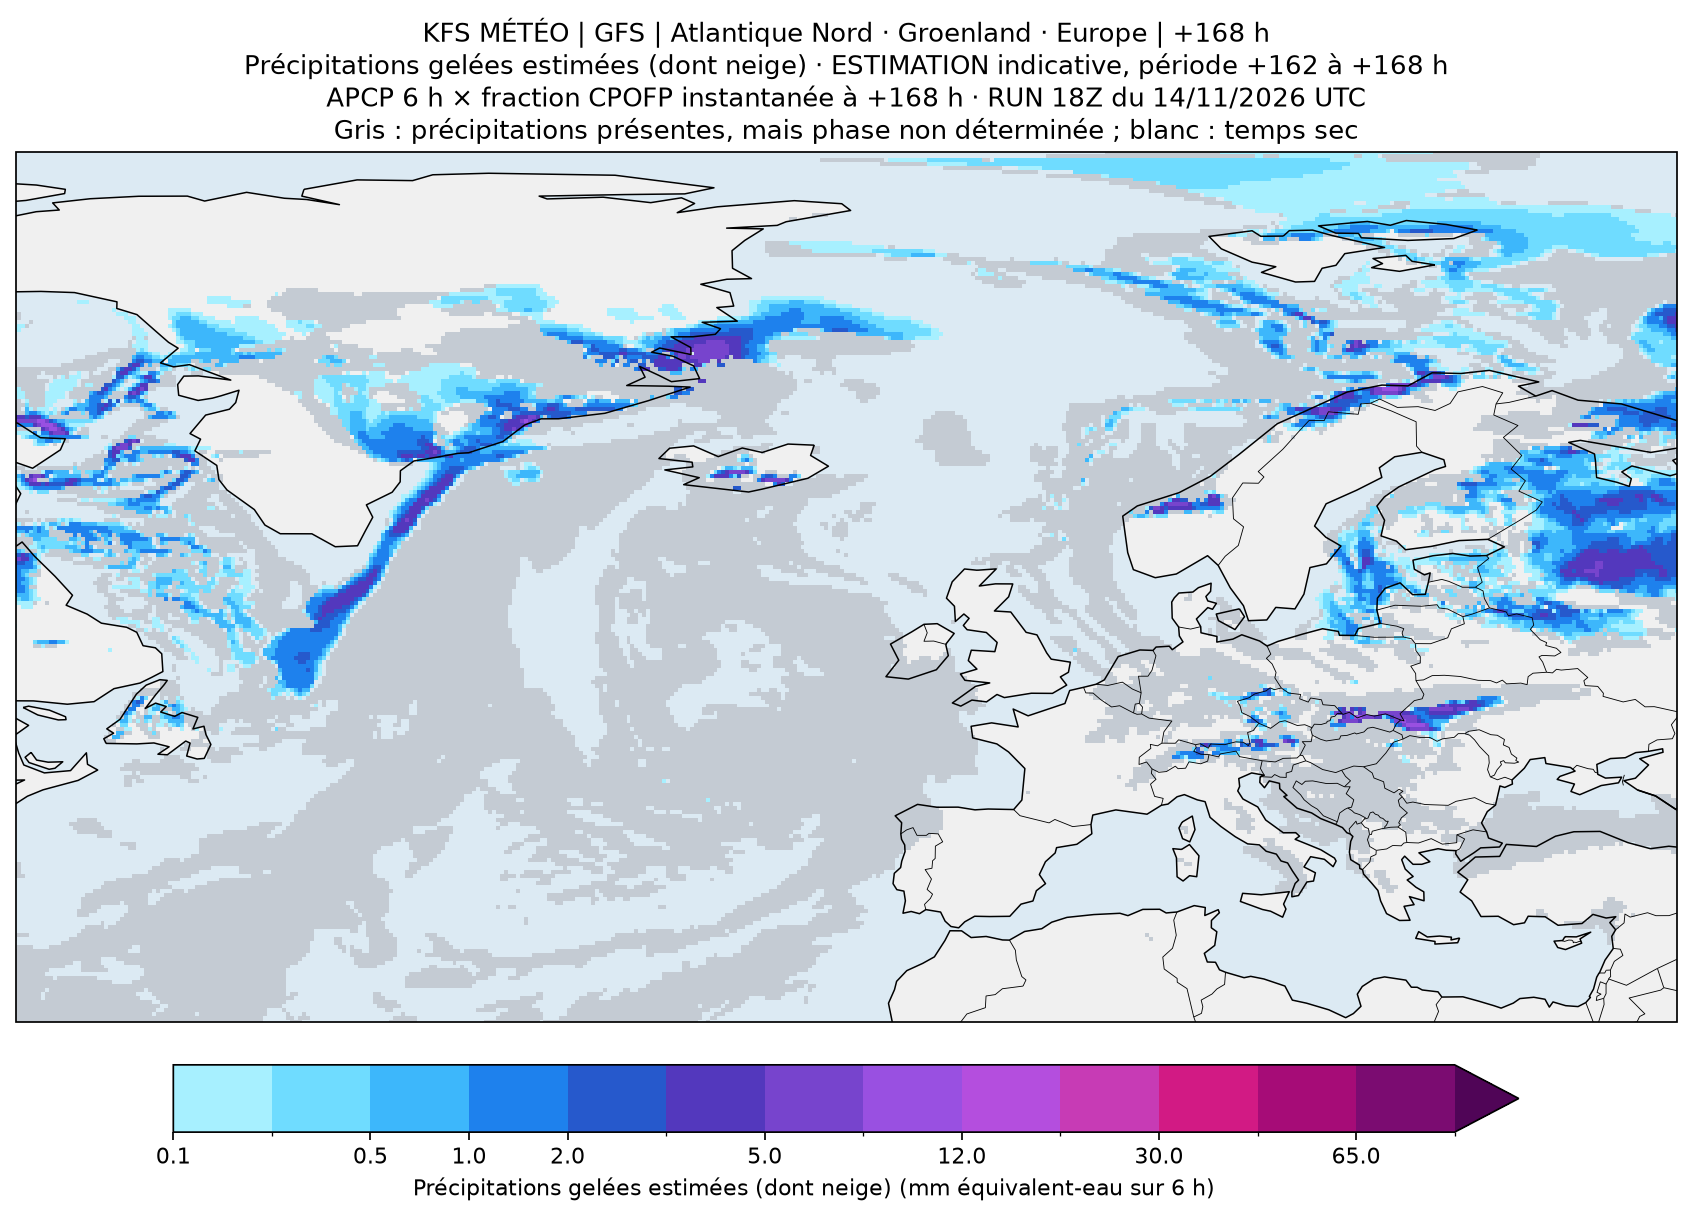 KFS MÉTÉO | GFS | Atlantique Nord · Groenland · Europe | +168 h
Précipitations gelées estimées (dont neige) · ESTIMATION indicative, période +162 à +168 h
APCP 6 h × fraction CPOFP instantanée à +168 h · RUN 18Z du 14/11/2026 UTC
Gris : précipitations présentes, mais phase non déterminée ; blanc : temps sec
0.1 0.5 1.0 2.0 5.0 12.0 30.0 65.0
Précipitations gelées estimées (dont neige) (mm équivalent-eau sur 6 h)